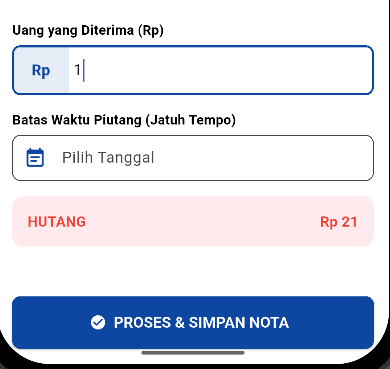 Uang yang Diterima (Rp)
Rp 1
Batas Waktu Piutang (Jatuh Tempo)
Pilih Tanggal
HUTANG Rp 21
PROSES & SIMPAN NOTA